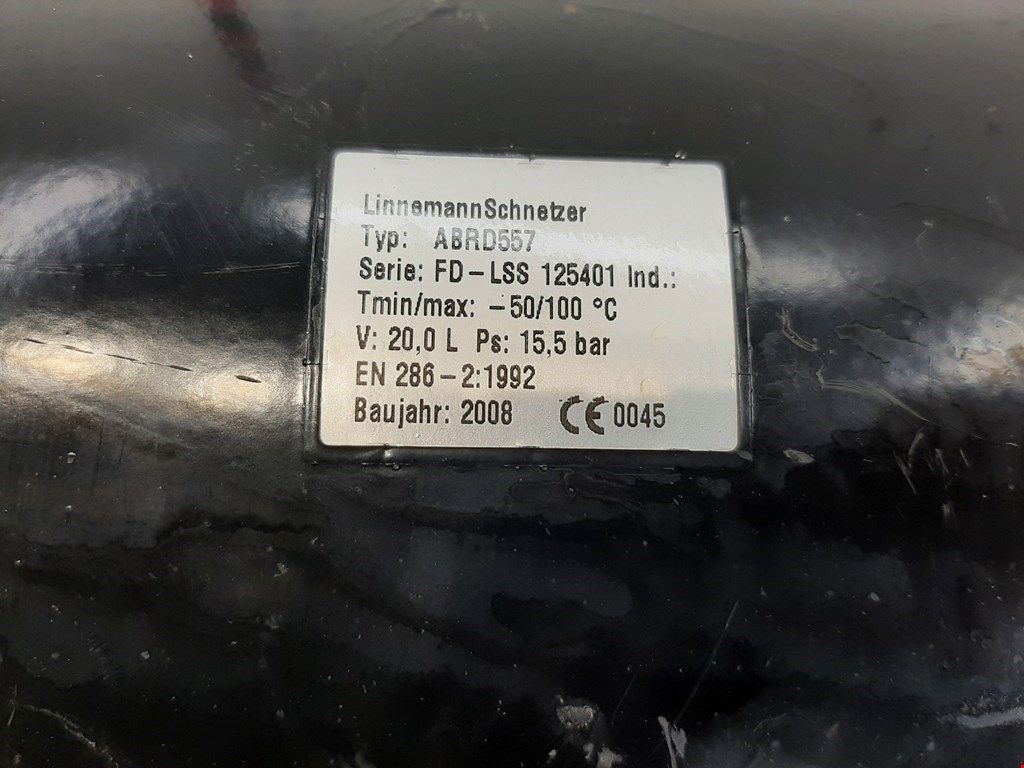 LinnemannSchnetzer
Typ: ABRD557
Serie: FD-LSS 125401 Ind.:
Tmin/max: -50/100 °C
V: 20,0 L Ps: 15,5 bar
EN 286-2:1992
Baujahr: 2008 CE 0045